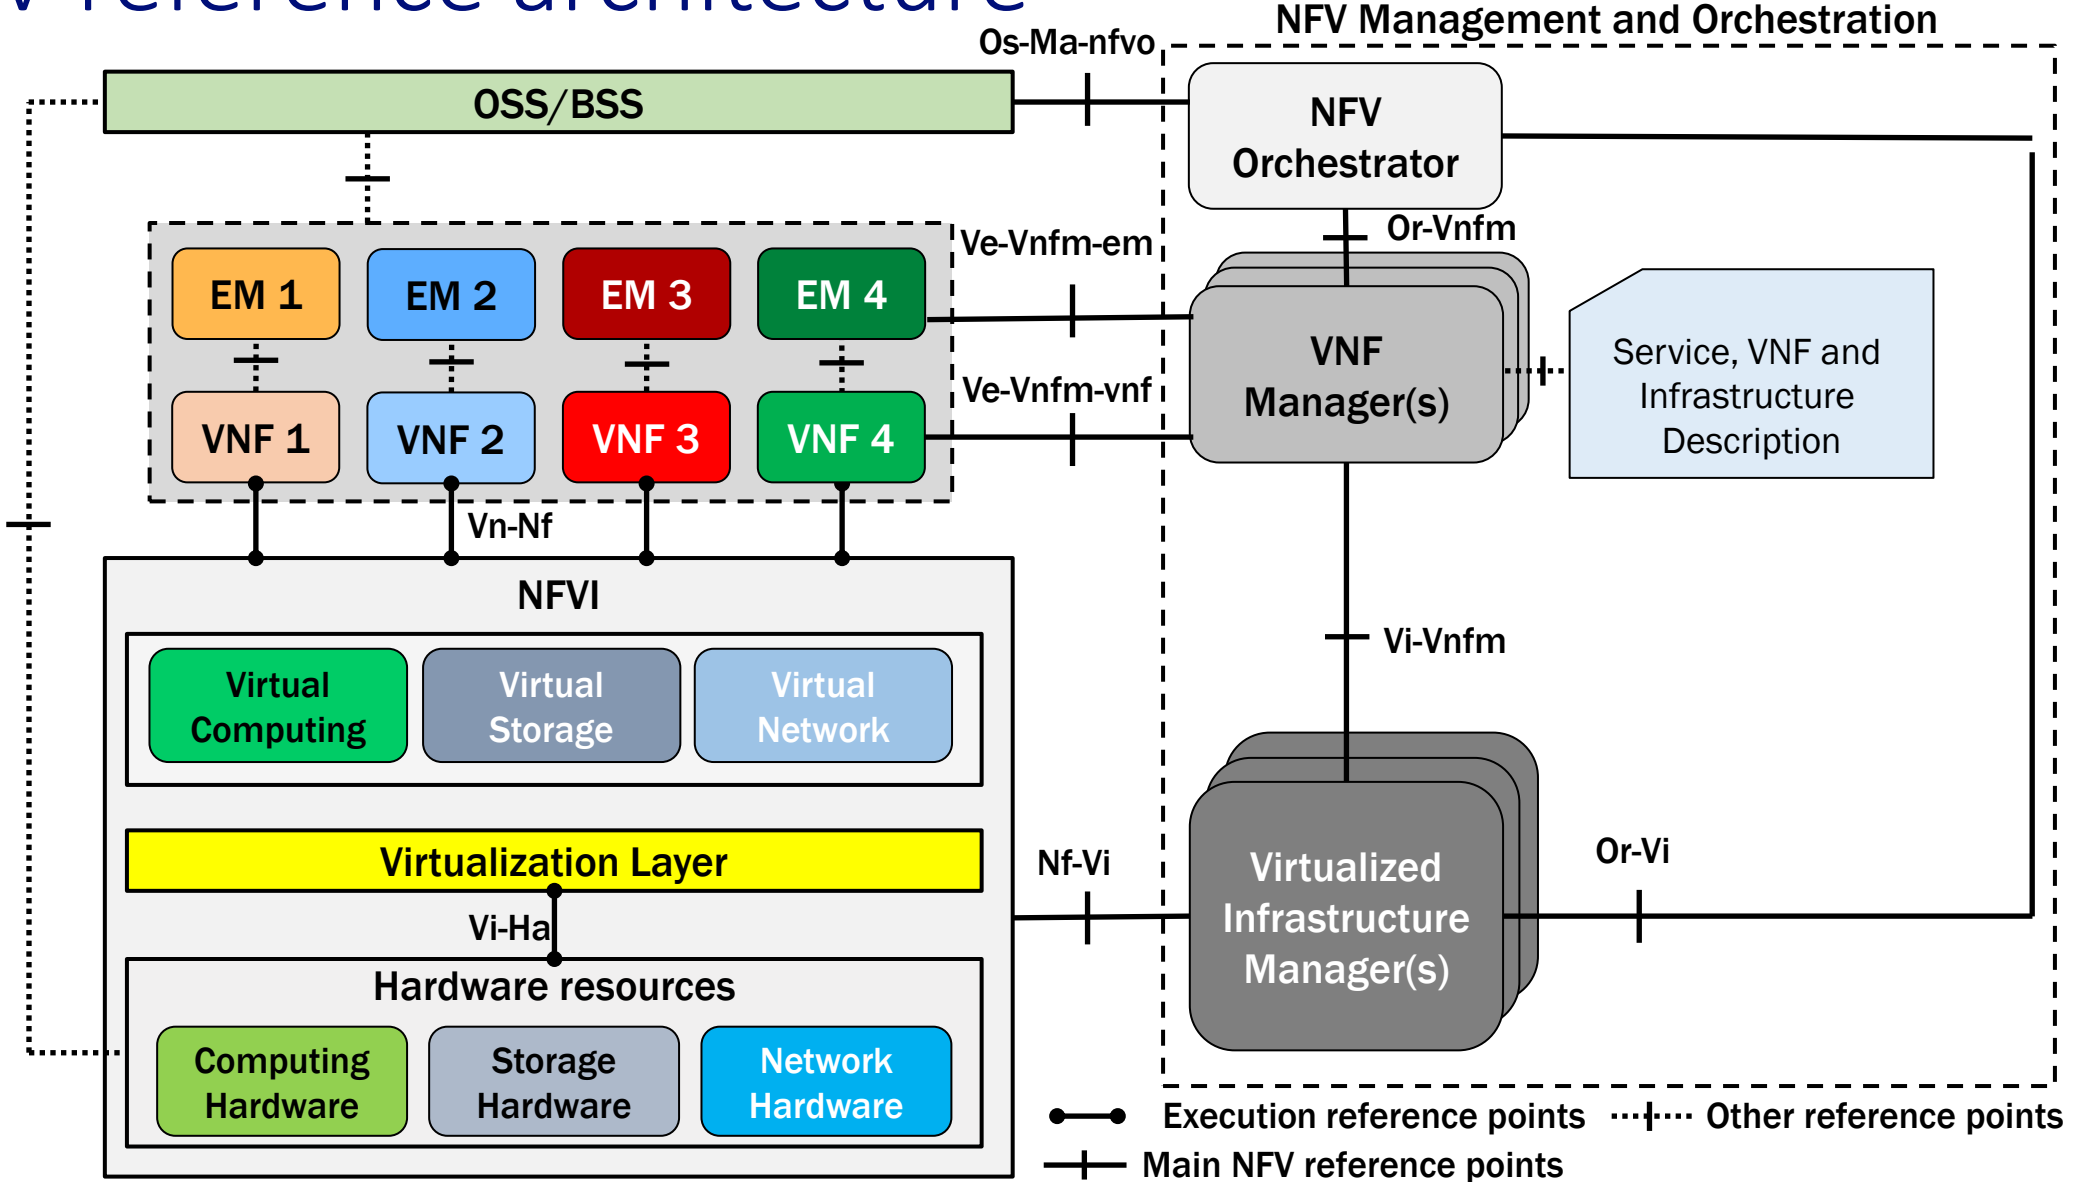 reference architecture
NFV Management and Orchestration
Os-Ma-nfvo
OSS/BSS
NFV
Orchestrator
Or-Vnfm
Ve-Vnfm-em
EM 1
EM 2
EM 3
EM 4
VNF
Manager(s)
Service, VNF and
Infrastructure
Description
Ve-Vnfm-vnf
VNF 1
VNF 2
VNF 3
VNF 4
Vn-Nf
NFVI
Vi-Vnfm
Virtual
Computing
Virtual
Storage
Virtual
Network
Virtualization Layer
Nf-Vi
Or-Vi
Virtualized
Infrastructure
Manager(s)
Vi-Ha
Hardware resources
Computing
Hardware
Storage
Hardware
Network
Hardware
Execution reference points
Other reference points
Main NFV reference points